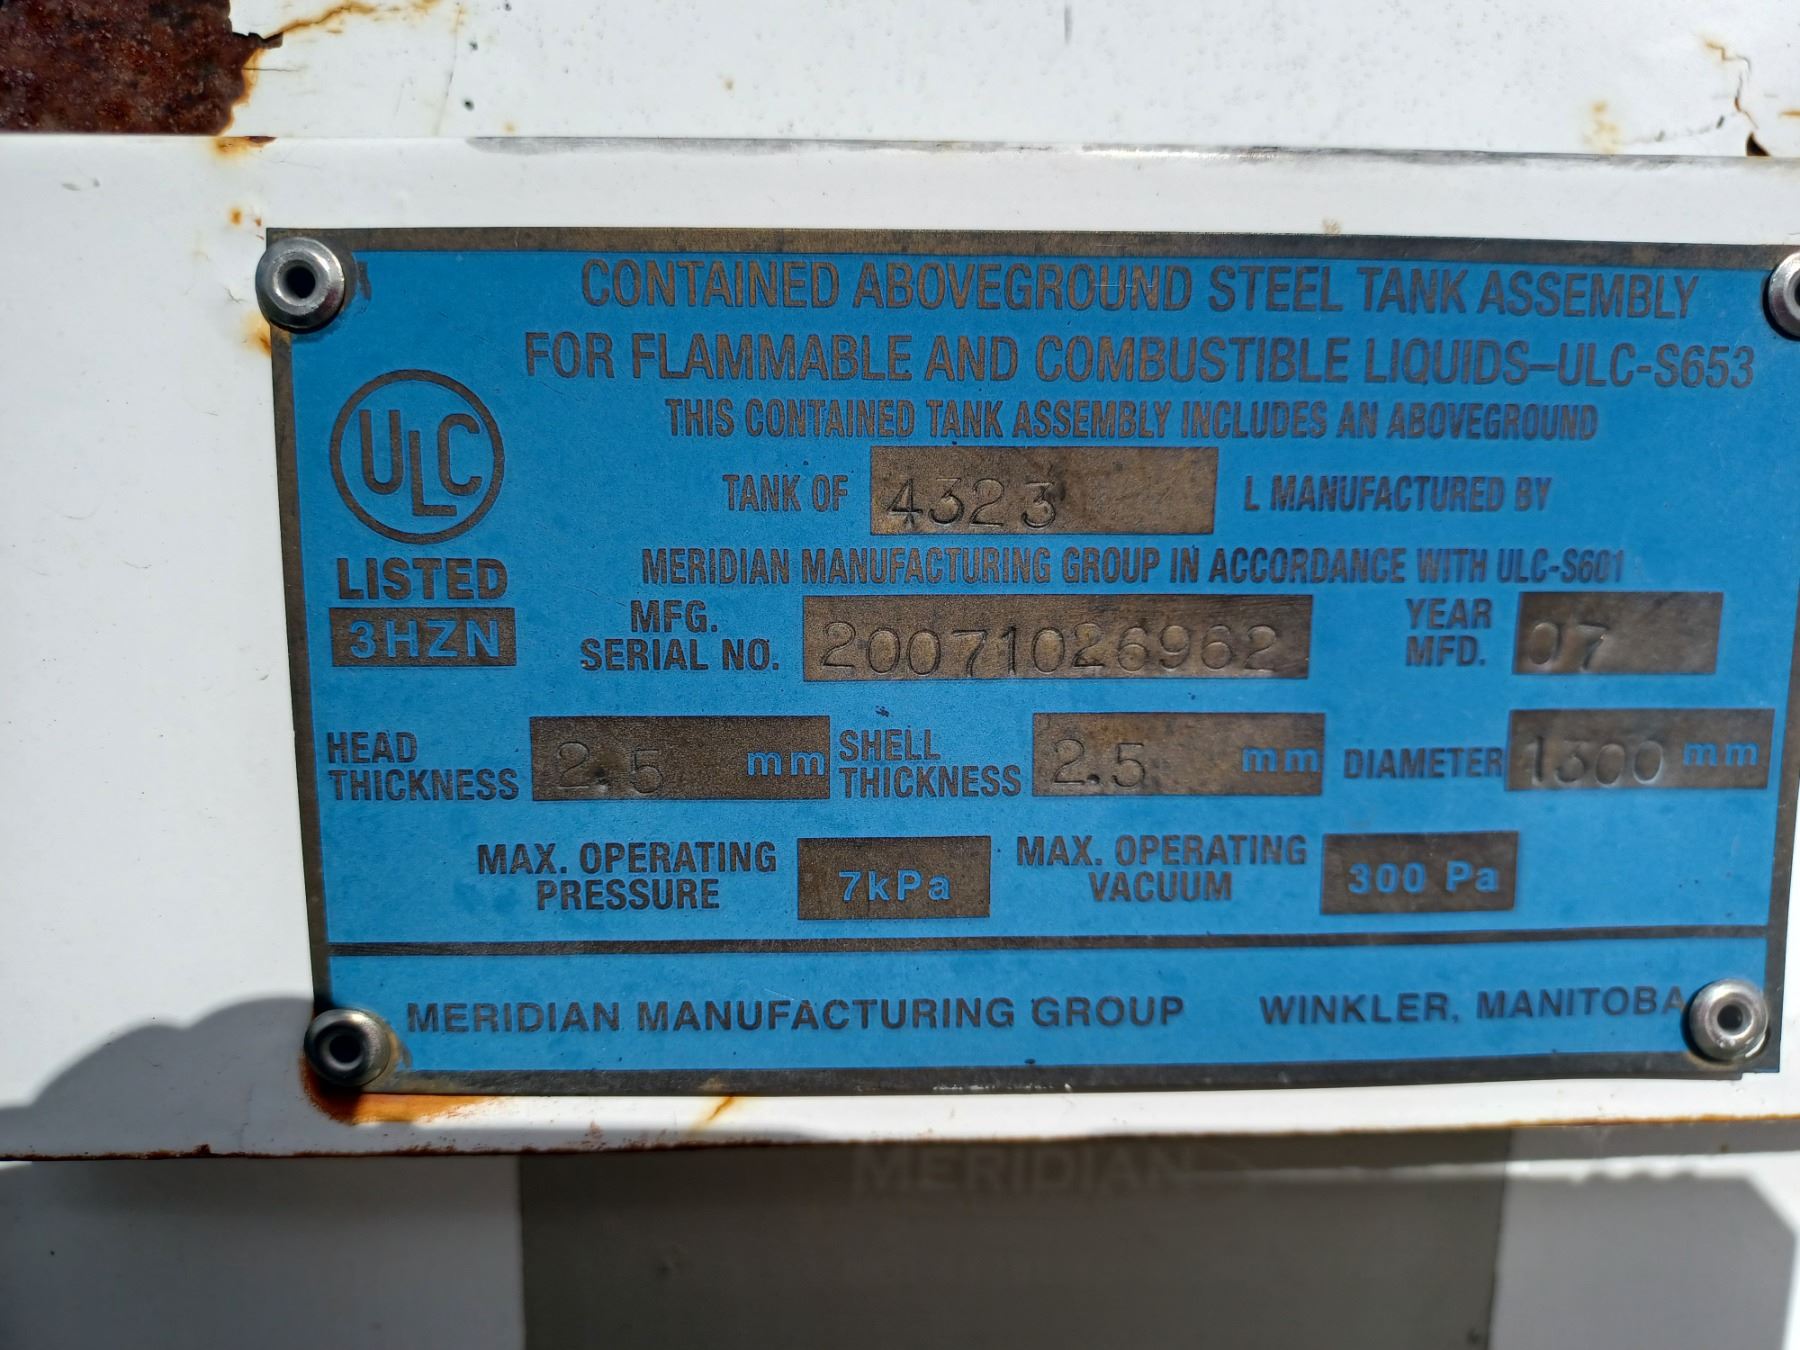 CONTAINED ABOVEGROUND STEEL TANK ASSEMBLY
FOR FLAMMABLE AND COMBUSTIBLE LIQUIDS–ULC-S653
THIS CONTAINED TANK ASSEMBLY INCLUDES AN ABOVEGROUND
TANK OF 4323 L MANUFACTURED BY
MERIDIAN MANUFACTURING GROUP IN ACCORDANCE WITH ULC-S601
ULC
LISTED
3HZN
MFG. SERIAL NO. 20071026962 YEAR MFD. 07
HEAD THICKNESS 2.5 mm SHELL THICKNESS 2.5 mm DIAMETER 1300 mm
MAX. OPERATING PRESSURE 7kPa MAX. OPERATING VACUUM 300 Pa
MERIDIAN MANUFACTURING GROUP WINKLER, MANITOBA
MERIDIAN